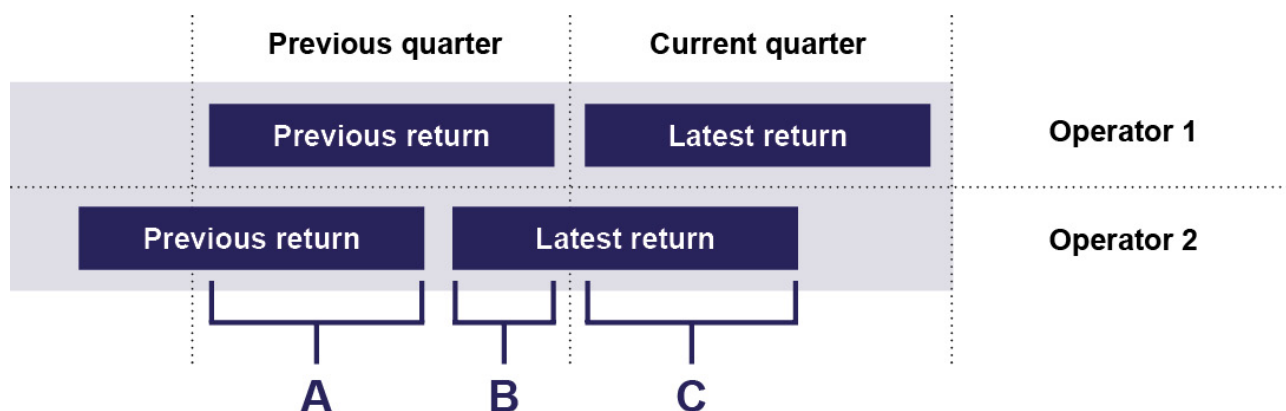 Previous quarter
Current quarter
Previous return
Latest return
Operator 1
Previous return
Latest return
Operator 2
A
B
C